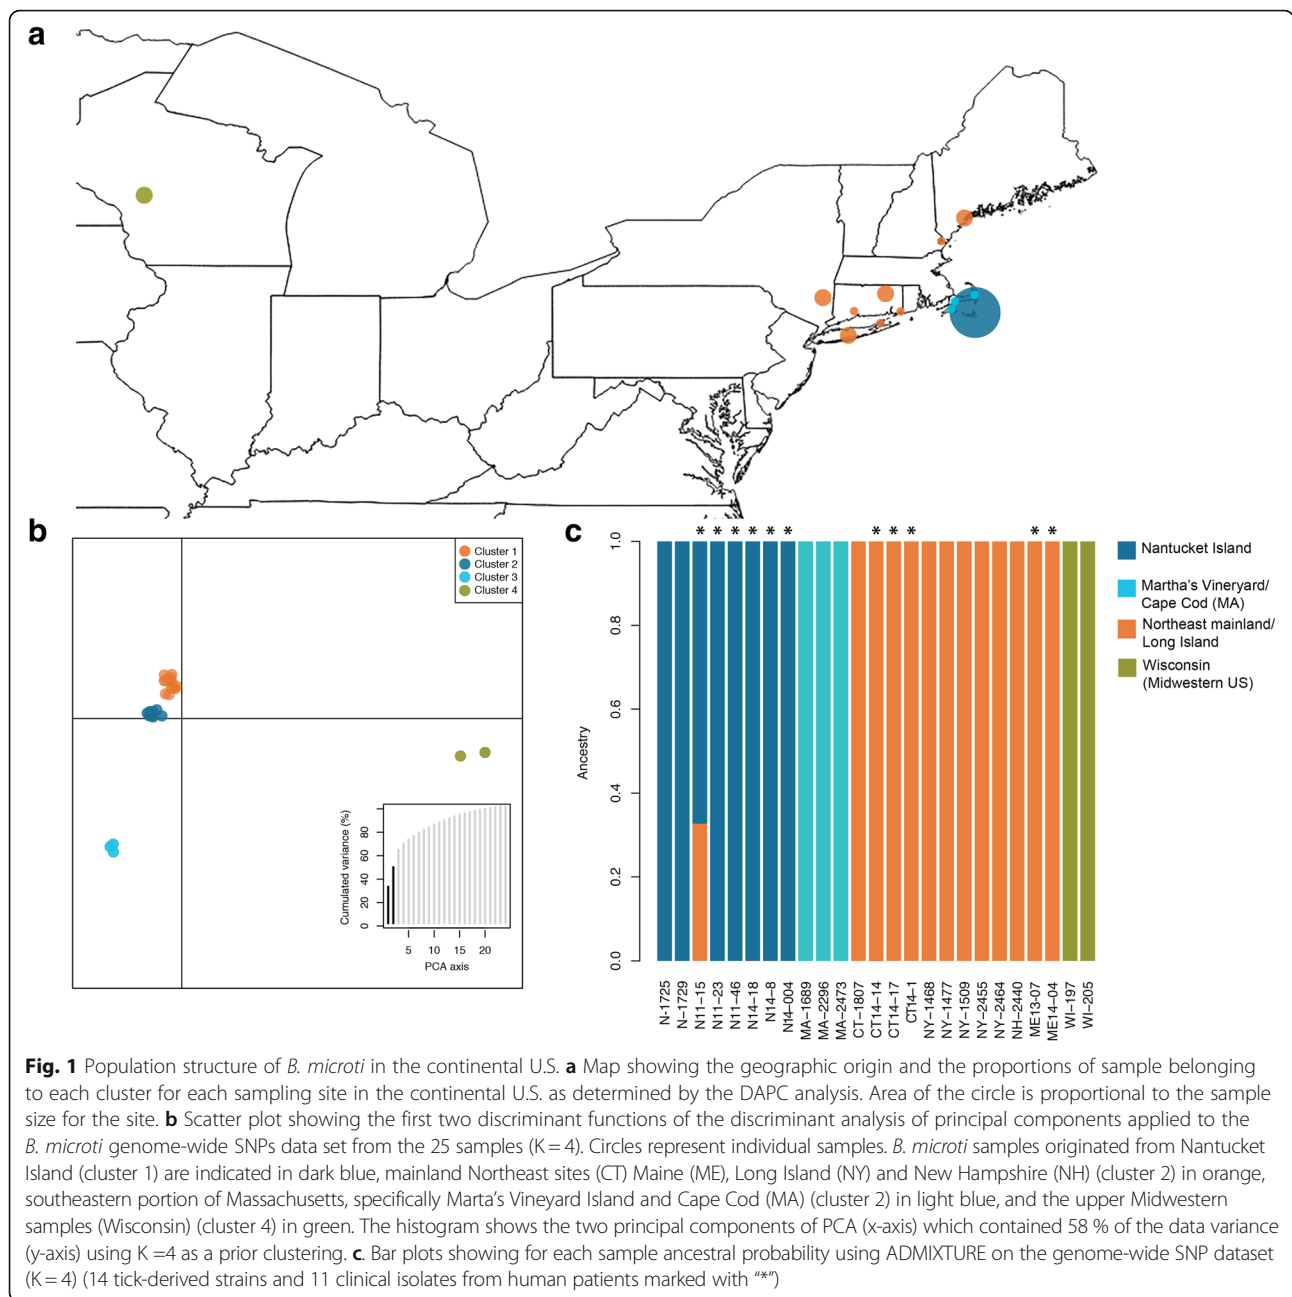 a
b
Cluster 1
Cluster 2
Cluster 3
Cluster 4
Cumulated variance (%)
0 20 40 60 80
5 10 15 20
PCA axis
c
* * * * * * * * * * *
Ancestry
0.0 0.2 0.4 0.6 0.8 1.0
N-1725
N-1729
N11-15
N11-23
N11-46
N14-18
N14-8
N14-004
MA-1689
MA-2296
MA-2473
CT-1807
CT14-14
CT14-17
CT14-1
NY-1468
NY-1477
NY-1509
NY-2455
NY-2464
NH-2440
ME13-07
ME14-04
WI-197
WI-205
Nantucket Island
Martha's Vineryard/
Cape Cod (MA)
Northeast mainland/
Long Island
Wisconsin
(Midwestern US)
Fig. 1 Population structure of B. microti in the continental U.S. a Map showing the geographic origin and the proportions of sample belonging
to each cluster for each sampling site in the continental U.S. as determined by the DAPC analysis. Area of the circle is proportional to the sample
size for the site. b Scatter plot showing the first two discriminant functions of the discriminant analysis of principal components applied to the
B. microti genome-wide SNPs data set from the 25 samples (K = 4). Circles represent individual samples. B. microti samples originated from Nantucket
Island (cluster 1) are indicated in dark blue, mainland Northeast sites (CT) Maine (ME), Long Island (NY) and New Hampshire (NH) (cluster 2) in orange,
southeastern portion of Massachusetts, specifically Marta's Vineyard Island and Cape Cod (MA) (cluster 2) in light blue, and the upper Midwestern
samples (Wisconsin) (cluster 4) in green. The histogram shows the two principal components of PCA (x-axis) which contained 58 % of the data variance
(y-axis) using K =4 as a prior clustering. c. Bar plots showing for each sample ancestral probability using ADMIXTURE on the genome-wide SNP dataset
(K = 4) (14 tick-derived strains and 11 clinical isolates from human patients marked with "*")